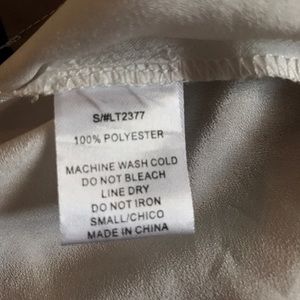 S/#LT2377
100% POLYESTER
MACHINE WASH COLD
DO NOT BLEACH
LINE DRY
DO NOT IRON
SMALL/CHICO
MADE IN CHINA